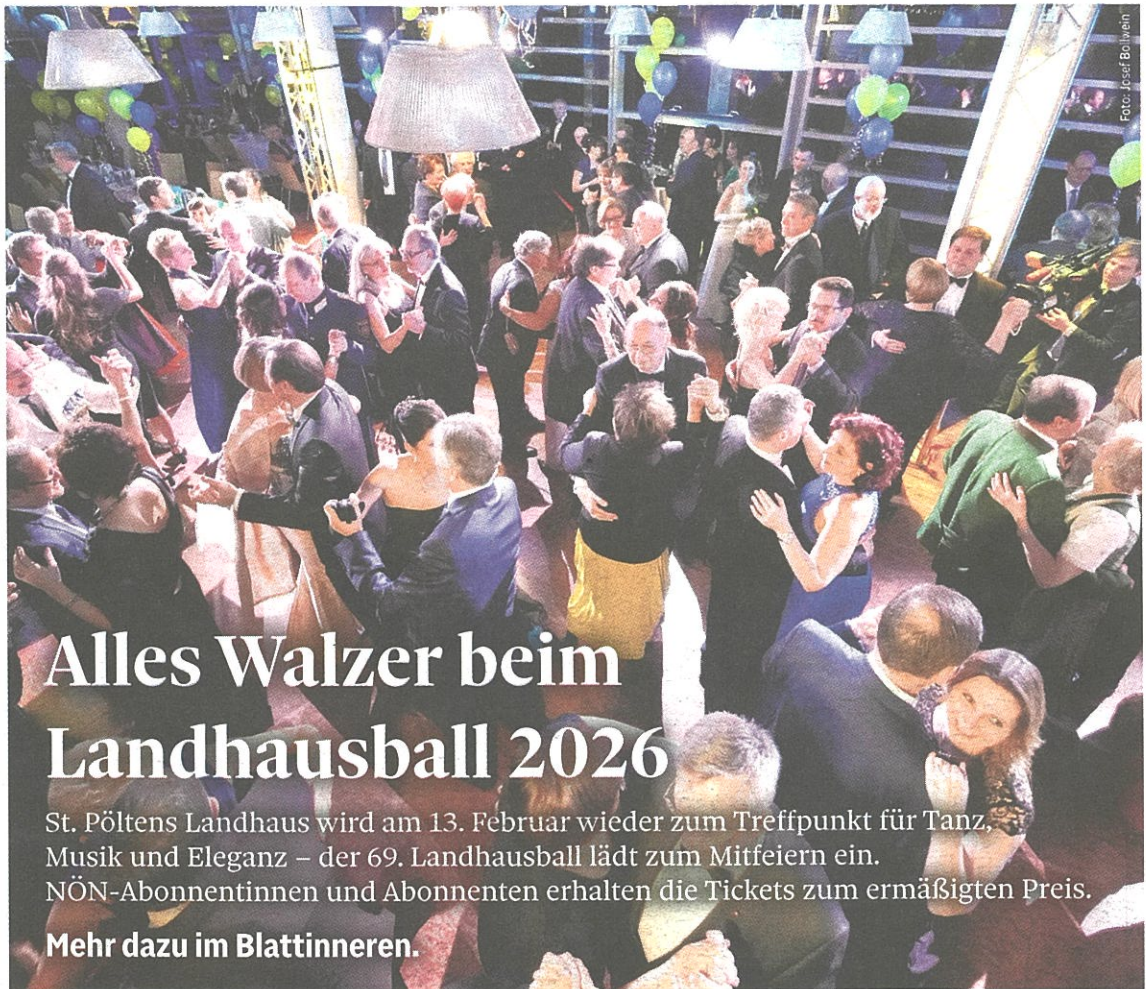 Foto: Josef Bollwein
Alles Walzer beim
Landhausball 2026
St. Pöltens Landhaus wird am 13. Februar wieder zum Treffpunkt für Tanz,
Musik und Eleganz – der 69. Landhausball lädt zum Mitfeiern ein.
NÖN-Abonnentinnen und Abonnenten erhalten die Tickets zum ermäßigten Preis.
Mehr dazu im Blattinneren.